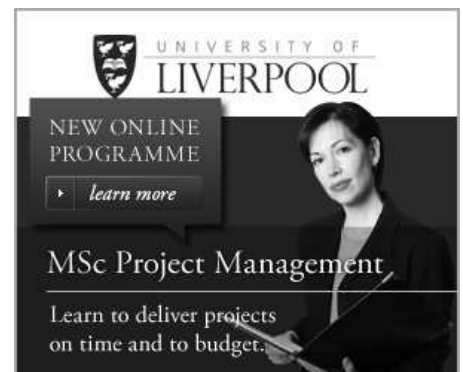 UNIVERSITY OF
LIVERPOOL
NEW ONLINE
PROGRAMME
learn more
MSc Project Management
Learn to deliver projects
on time and to budget.